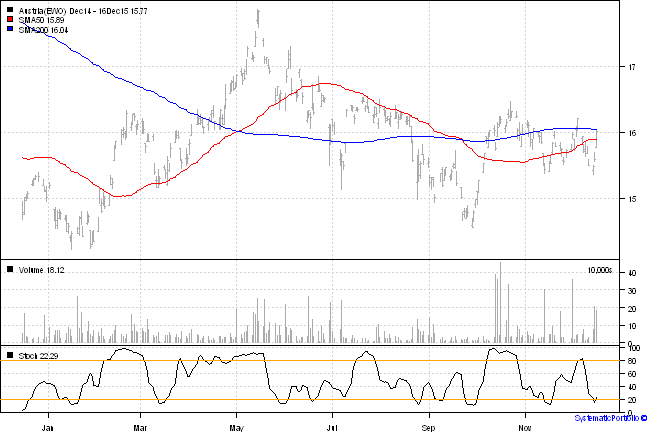 Austria(EWO) Dec14 - 16Dec15 15.77
SMA50 15.89
SMA200 16.04
17
16
15
Volume 18.12
10,000s
40
30
20
10
0
Stoch 22.29
100
80
60
40
20
0
Jan Mar May Jul Sep Nov
SystematicPortfolio ©